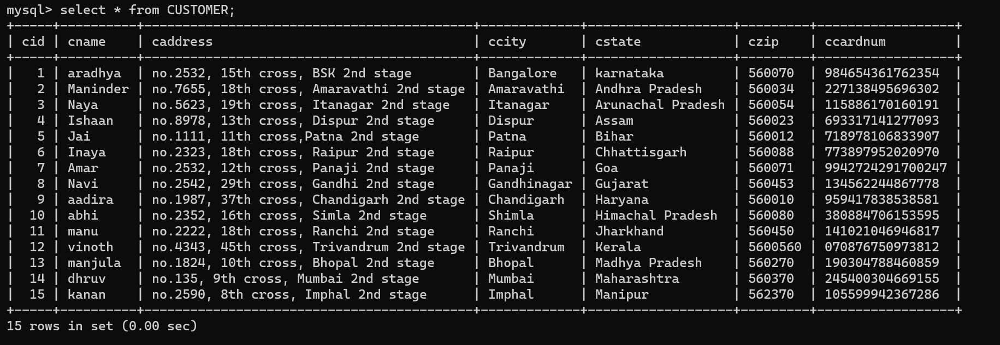 mysql> select * from CUSTOMER;
+-----+----------+-------------------------------------------+-------------+-------------------+---------+------------------+
| cid | cname    | caddress                                  | ccity       | cstate            | czip    | ccardnum         |
+-----+----------+-------------------------------------------+-------------+-------------------+---------+------------------+
|   1 | aradhya  | no.2532, 15th cross, BSK 2nd stage        | Bangalore   | karnataka         | 560070  | 984654361762354  |
|   2 | Maninder | no.7655, 18th cross, Amaravathi 2nd stage | Amaravathi  | Andhra Pradesh    | 560034  | 227138495696302  |
|   3 | Naya     | no.5623, 19th cross, Itanagar 2nd stage   | Itanagar    | Arunachal Pradesh | 560054  | 115886170160191  |
|   4 | Ishaan   | no.8978, 13th cross, Dispur 2nd stage     | Dispur      | Assam             | 560023  | 693317141277093  |
|   5 | Jai      | no.1111, 11th cross,Patna 2nd stage       | Patna       | Bihar             | 560012  | 718978106833907  |
|   6 | Inaya    | no.2323, 18th cross, Raipur 2nd stage     | Raipur      | Chhattisgarh      | 560088  | 773897952020970  |
|   7 | Amar     | no.2532, 12th cross, Panaji 2nd stage     | Panaji      | Goa               | 560071  | 9942724291700247 |
|   8 | Navi     | no.2542, 29th cross, Gandhi 2nd stage     | Gandhinagar | Gujarat           | 560453  | 134562244867778  |
|   9 | aadira   | no.1987, 37th cross, Chandigarh 2nd stage | Chandigarh  | Haryana           | 560010  | 959417838538581  |
|  10 | abhi     | no.2352, 16th cross, Simla 2nd stage      | Shimla      | Himachal Pradesh  | 560080  | 380884706153595  |
|  11 | manu     | no.2222, 18th cross, Ranchi 2nd stage     | Ranchi      | Jharkhand         | 560450  | 141021046946817  |
|  12 | vinoth   | no.4343, 45th cross, Trivandrum 2nd stage | Trivandrum  | Kerala            | 5600560 | 070876750973812  |
|  13 | manjula  | no.1824, 10th cross, Bhopal 2nd stage     | Bhopal      | Madhya Pradesh    | 560270  | 190304788460859  |
|  14 | dhruv    | no.135, 9th cross, Mumbai 2nd stage       | Mumbai      | Maharashtra       | 560370  | 245400304669155  |
|  15 | kanan    | no.2590, 8th cross, Imphal 2nd stage      | Imphal      | Manipur           | 562370  | 105599942367286  |
+-----+----------+-------------------------------------------+-------------+-------------------+---------+------------------+
15 rows in set (0.00 sec)